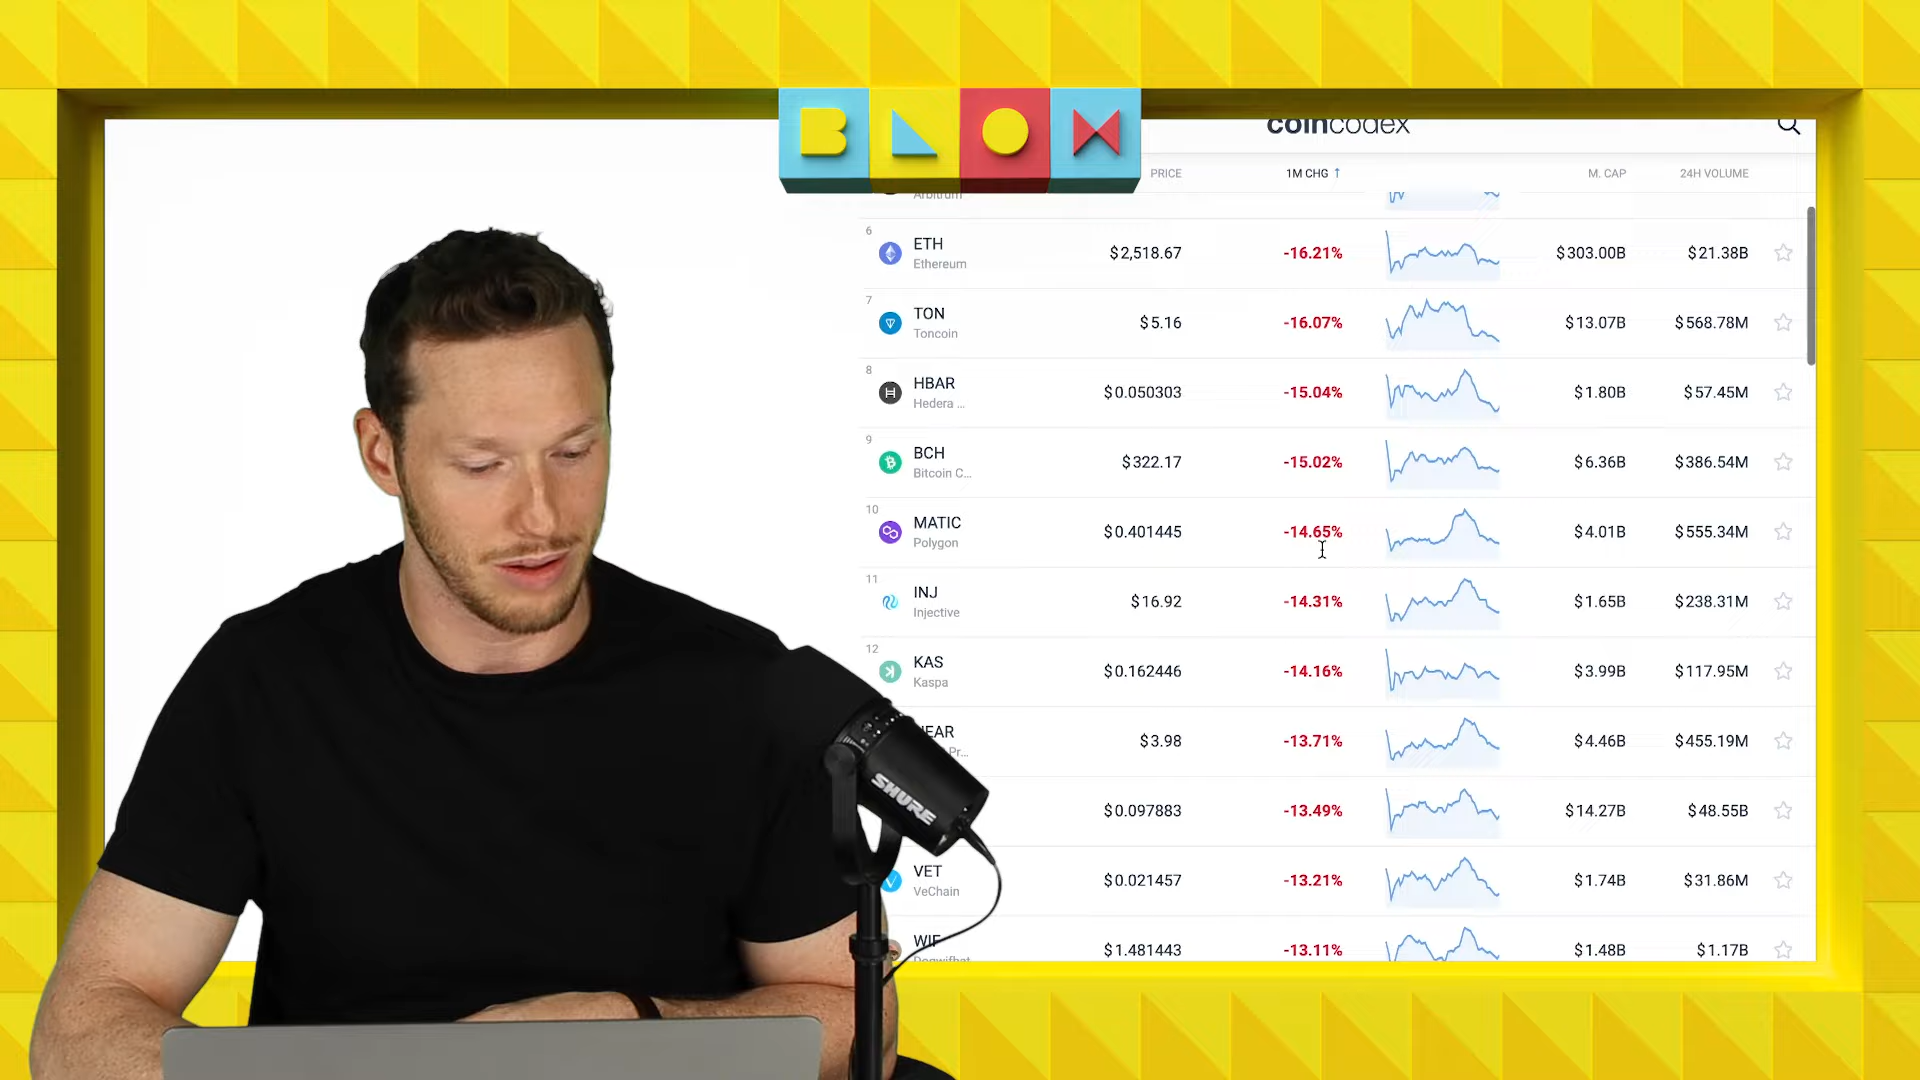 BLOX
coincodex
PRICE 1M CHG ↑ M. CAP 24H VOLUME
Arbitrum
6 ETH $2,518.67 -16.21% $303.00B $21.38B
Ethereum
7 TON $5.16 -16.07% $13.07B $568.78M
Toncoin
8 HBAR $0.050303 -15.04% $1.80B $57.45M
Hedera ...
9 BCH $322.17 -15.02% $6.36B $386.54M
Bitcoin C...
10 MATIC $0.401445 -14.65% $4.01B $555.34M
Polygon
11 INJ $16.92 -14.31% $1.65B $238.31M
Injective
12 KAS $0.162446 -14.16% $3.99B $117.95M
Kaspa
EAR $3.98 -13.71% $4.46B $455.19M
Pr...
$0.097883 -13.49% $14.27B $48.55B
VET $0.021457 -13.21% $1.74B $31.86M
VeChain
WIF $1.481443 -13.11% $1.48B $1.17B
Dogwifhat
SHURE